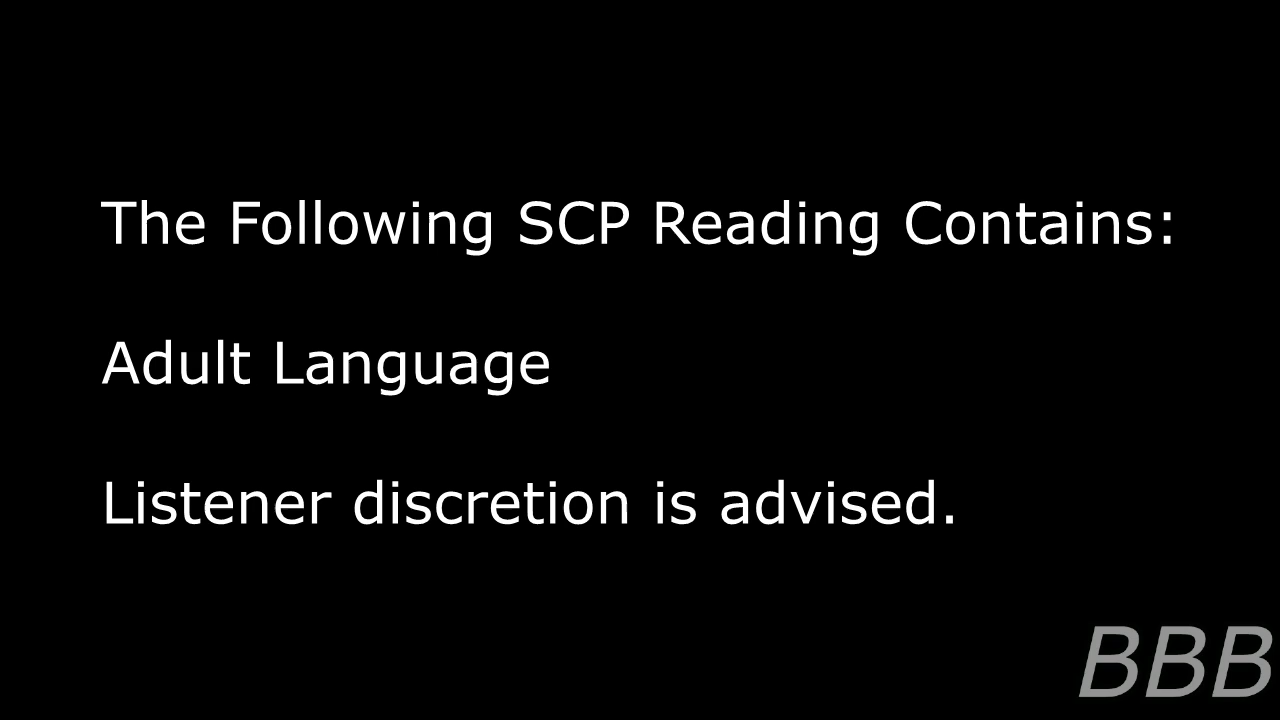 The Following SCP Reading Contains:
Adult Language
Listener discretion is advised.
BBB